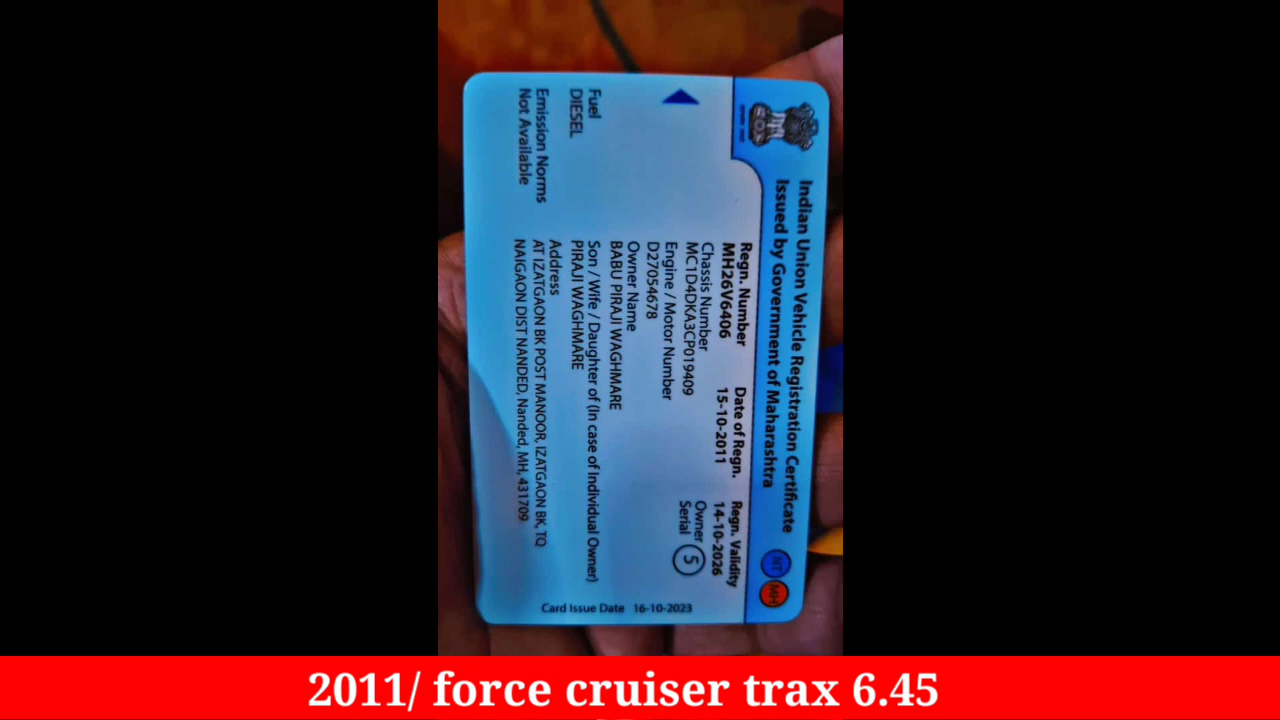 Indian Union Vehicle Registration Certificate
Issued by Government of Maharashtra
NT MH
Regn. Number Date of Regn. Regn. Validity
MH26V6406 15-10-2011 14-10-2026
Chassis Number
MC1D4DKA3CP019409
Owner
Serial 5
Engine / Motor Number
D27054678
Owner Name
BABU PIRAJI WAGHMARE
Fuel
DIESEL
Son / Wife / Daughter of (In case of Individual Owner)
PIRAJI WAGHMARE
Emission Norms
Not Available
Address
AT IZATGAON BK POST MANOOR, IZATGAON BK, TQ
NAIGAON DIST NANDED, Nanded, MH, 431709
Card Issue Date 16-10-2023
2011/ force cruiser trax 6.45